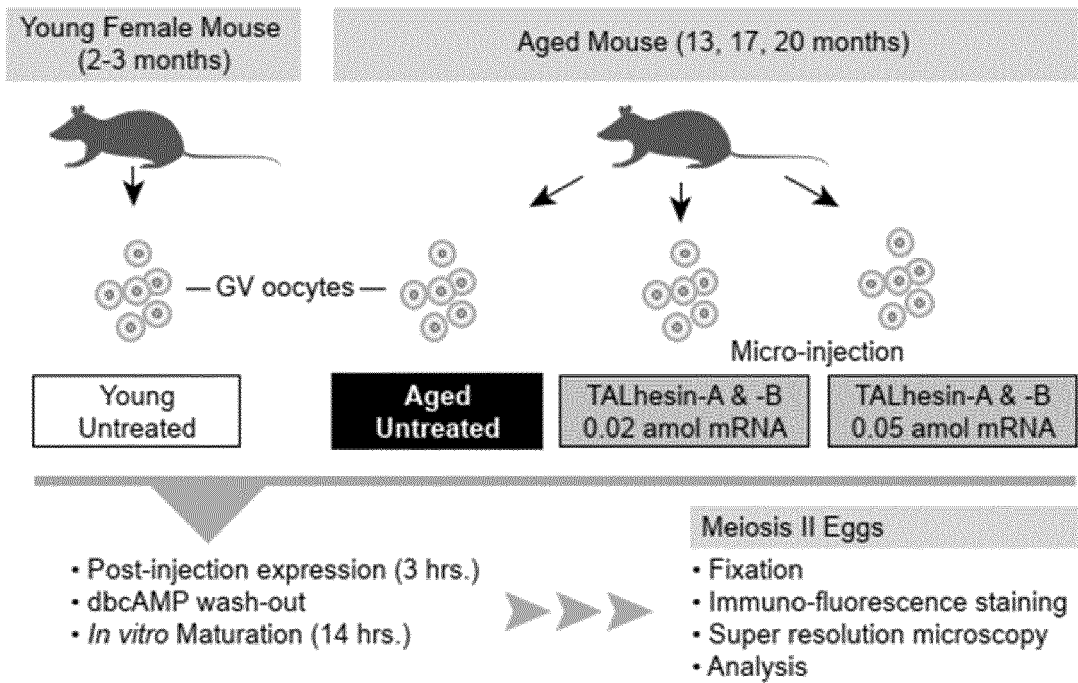 Young Female Mouse
(2-3 months)
Aged Mouse (13, 17, 20 months)
— GV oocytes —
Micro-injection
Young
Untreated
Aged
Untreated
TALhesin-A & -B
0.02 amol mRNA
TALhesin-A & -B
0.05 amol mRNA
• Post-injection expression (3 hrs.)
• dbcAMP wash-out
• In vitro Maturation (14 hrs.)
Meiosis II Eggs
• Fixation
• Immuno-fluorescence staining
• Super resolution microscopy
• Analysis